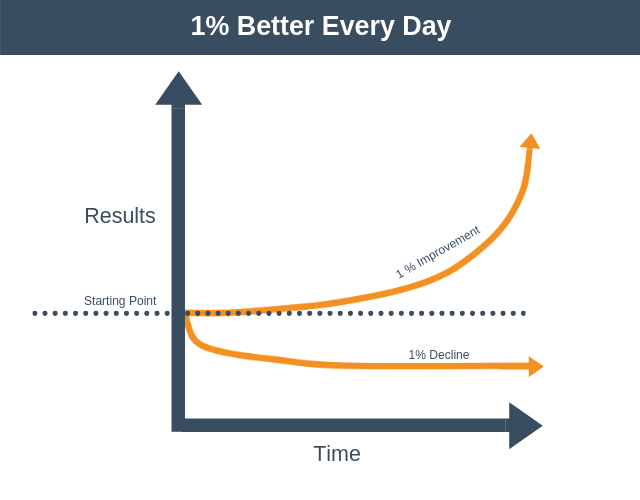 1% Better Every Day
Results
1 % Improvement
Starting Point
1% Decline
Time